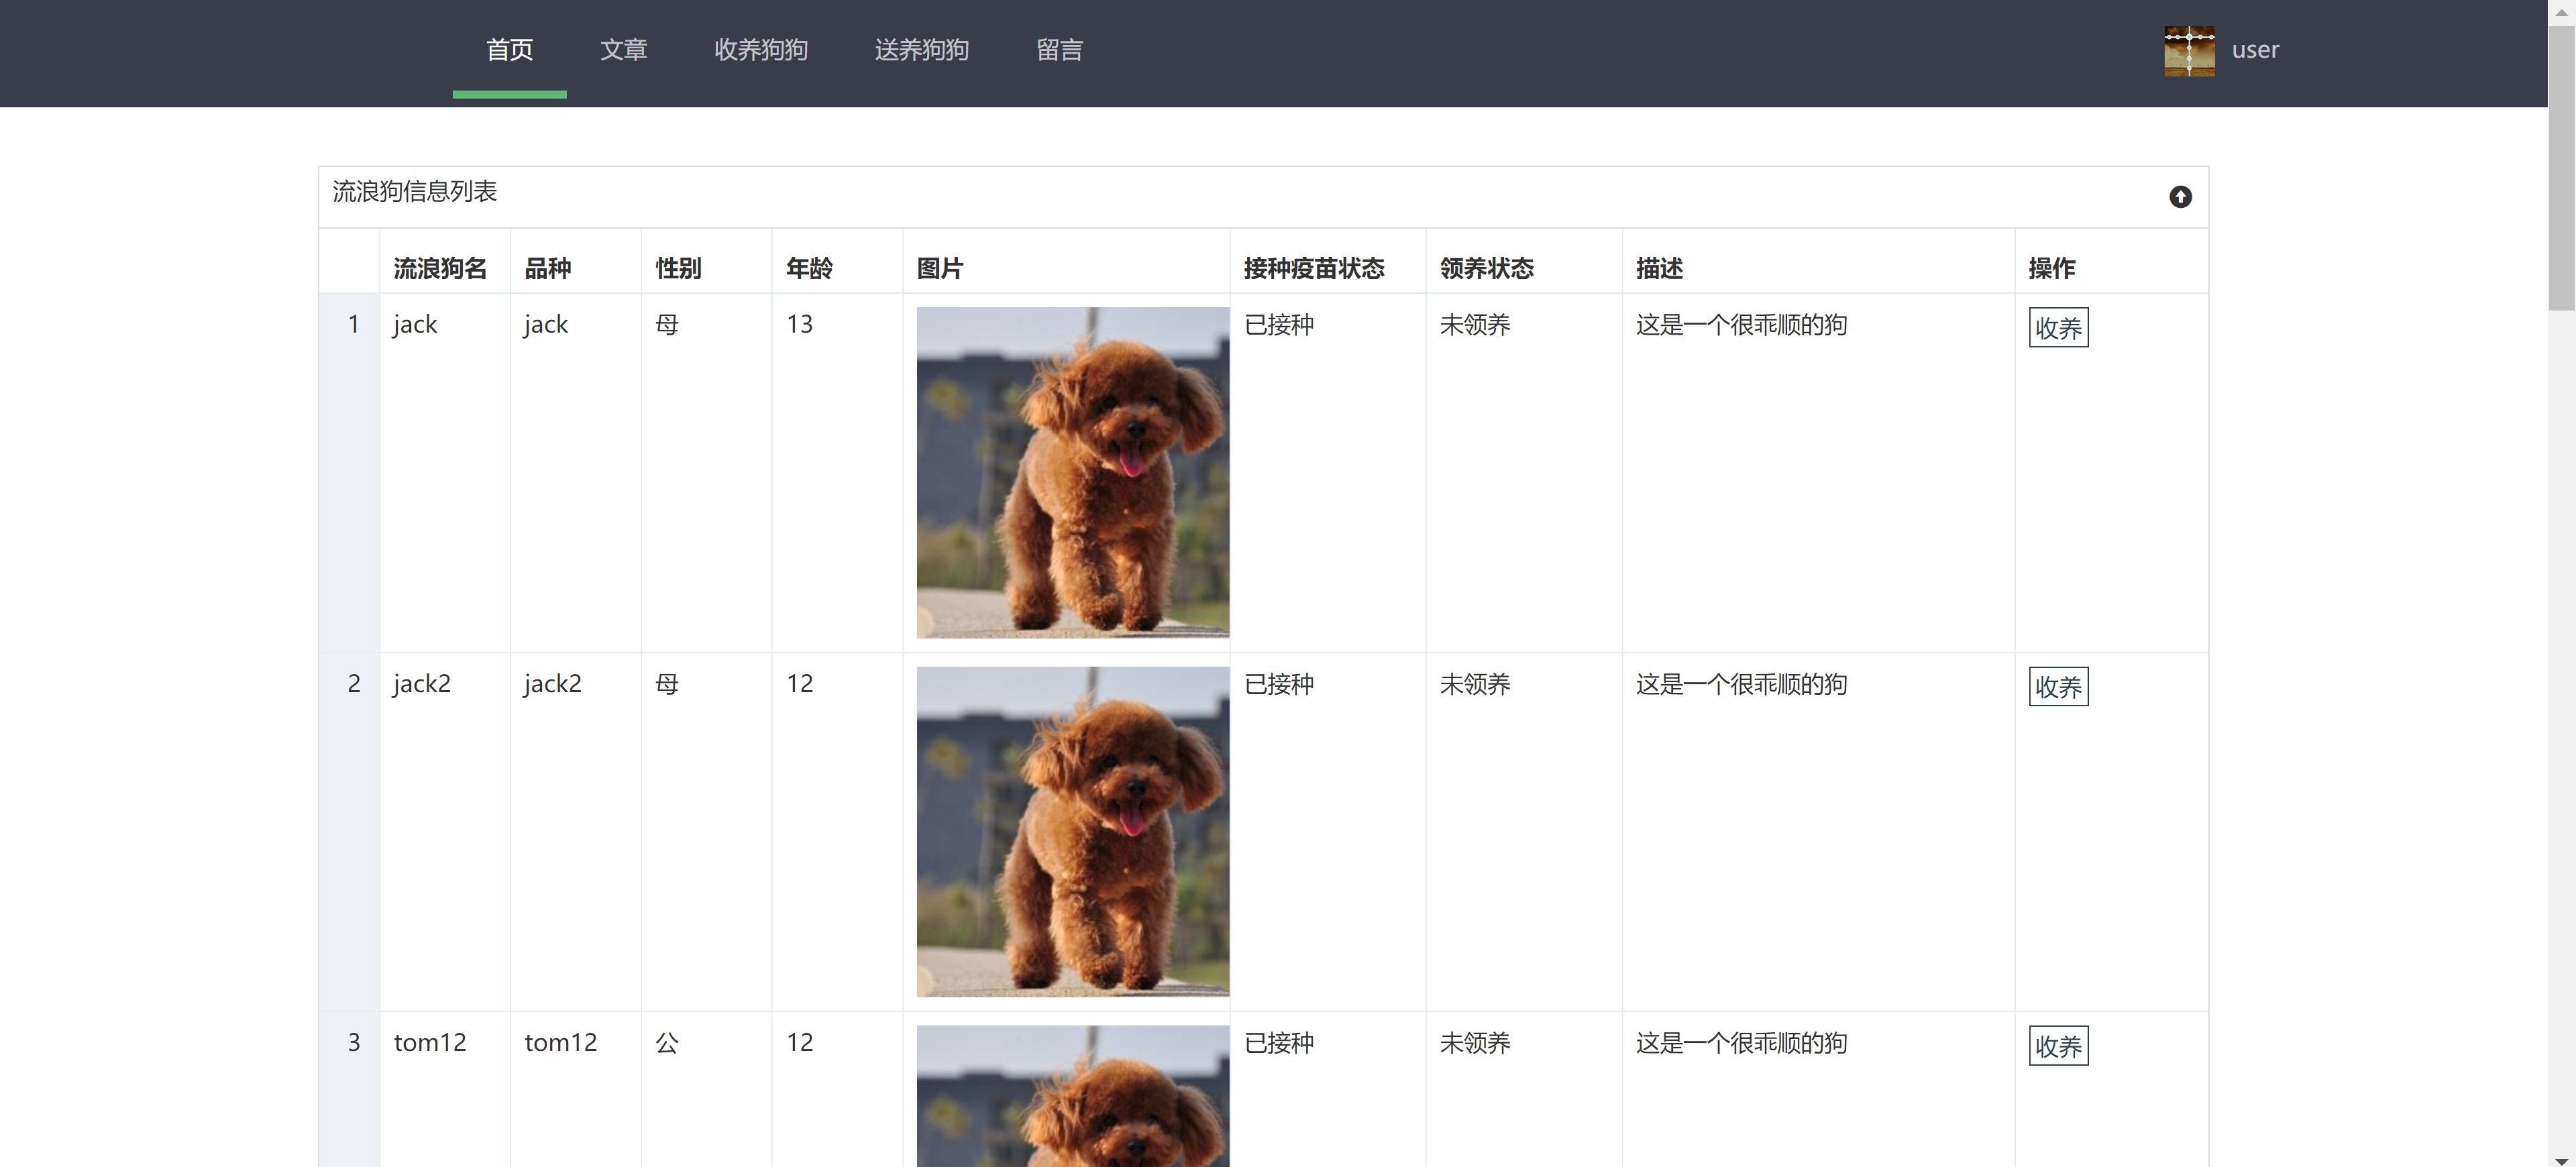 首页 文章 收养狗狗 送养狗狗 留言 user
流浪狗信息列表
流浪狗名 品种 性别 年龄 图片 接种疫苗状态 领养状态 描述 操作
1 jack jack 母 13 已接种 未领养 这是一个很乖顺的狗 收养
2 jack2 jack2 母 12 已接种 未领养 这是一个很乖顺的狗 收养
3 tom12 tom12 公 12 已接种 未领养 这是一个很乖顺的狗 收养